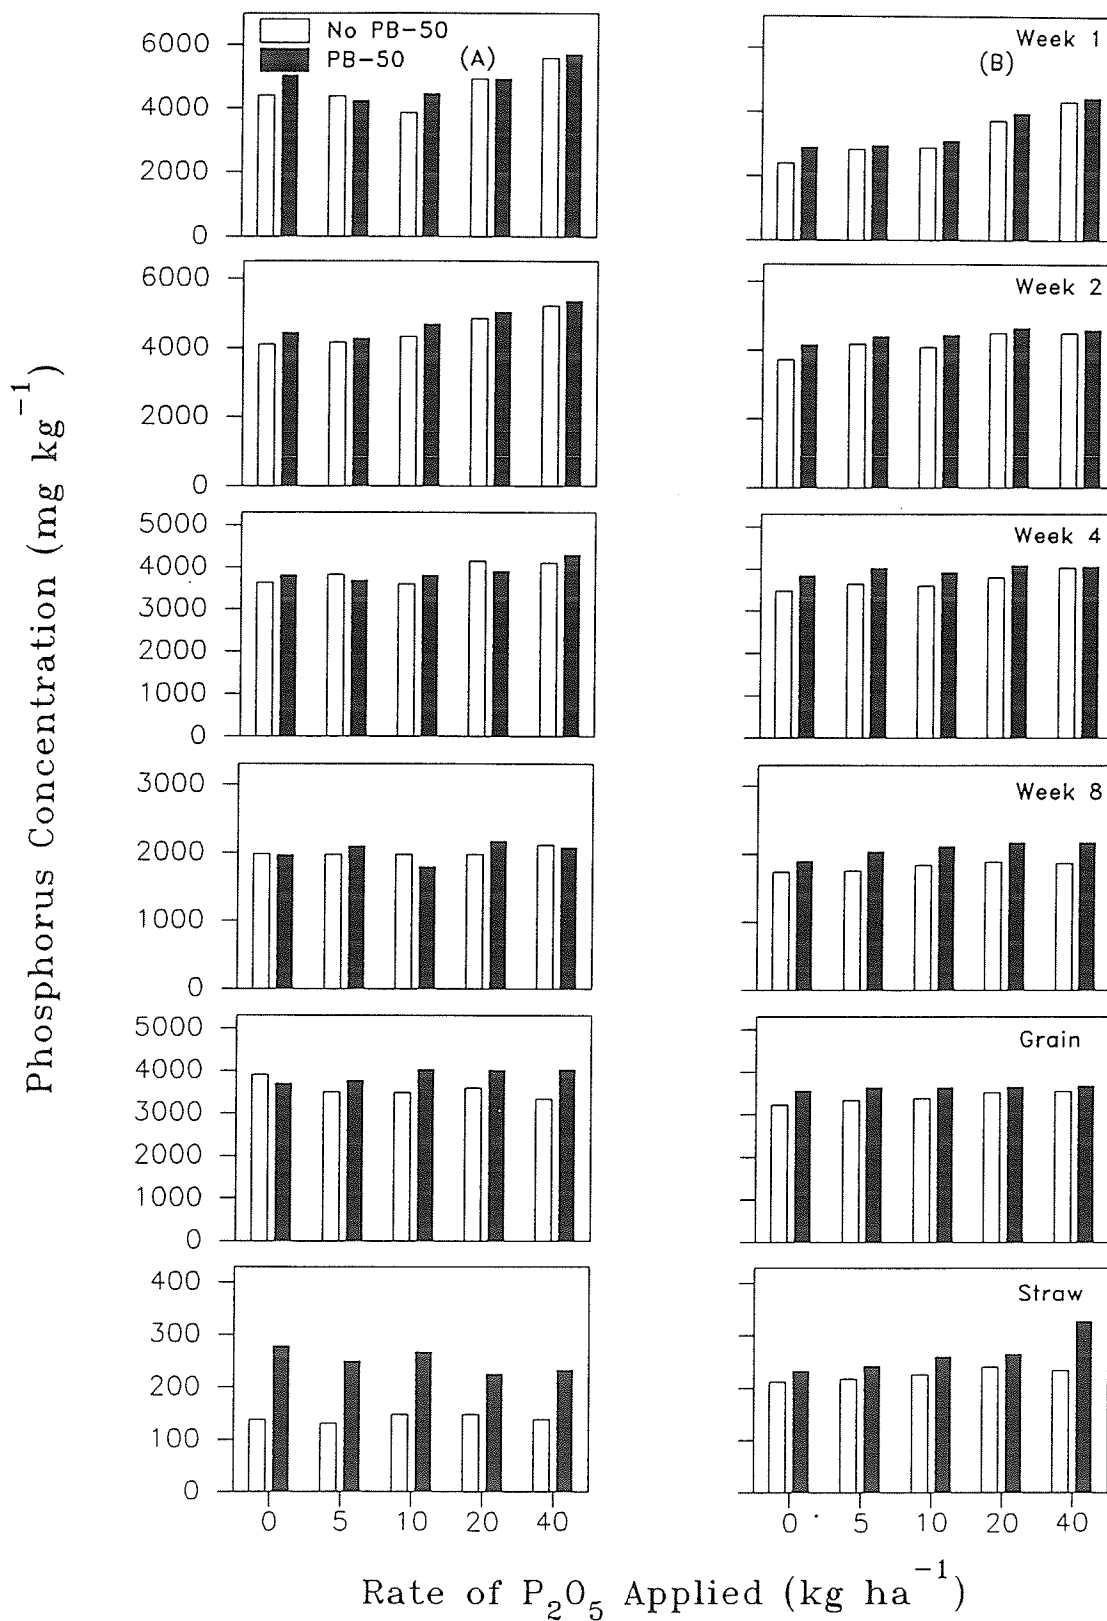 No PB-50
PB-50
(A)
6000
4000
2000
0
Week 1
(B)
6000
4000
2000
0
Week 2
5000
4000
3000
2000
1000
0
Week 4
3000
2000
1000
0
Week 8
5000
4000
3000
2000
1000
0
Grain
400
300
200
100
0
Straw
0 5 10 20 40
0 5 10 20 40
Phosphorus Concentration (mg kg⁻¹)
Rate of P₂O₅ Applied (kg ha⁻¹)